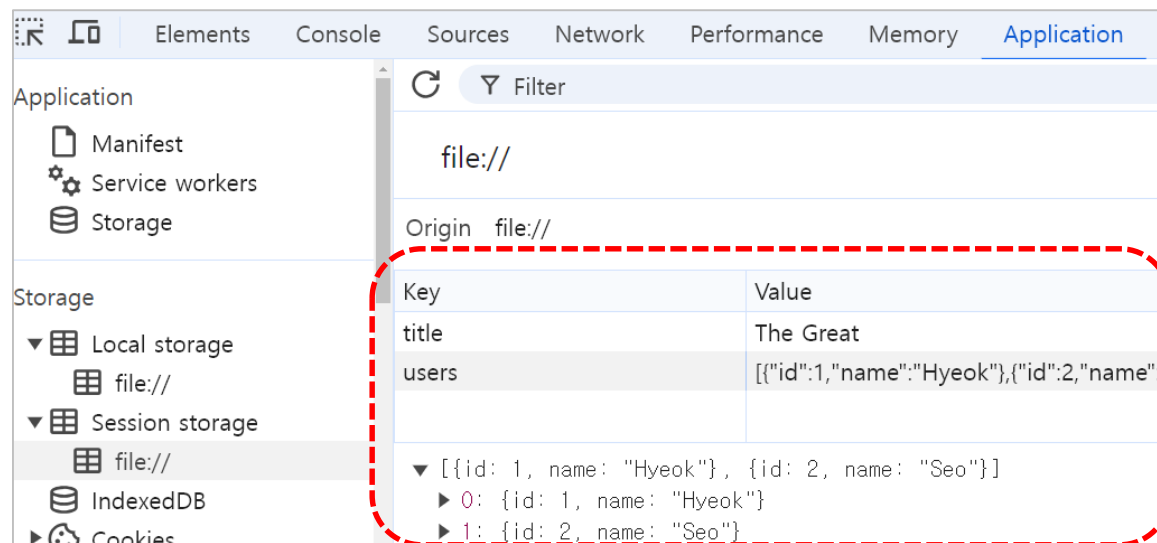 Elements Console Sources Network Performance Memory Application
Application
Manifest
Service workers
Storage
Storage
Local storage
file://
Session storage
file://
IndexedDB
Cookies
Filter
file://
Origin file://
Key Value
title The Great
users [{"id":1,"name":"Hyeok"},{"id":2,"name"
[{id: 1, name: "Hyeok"}, {id: 2, name: "Seo"}]
0: {id: 1, name: "Hyeok"}
1: {id: 2, name: "Seo"}